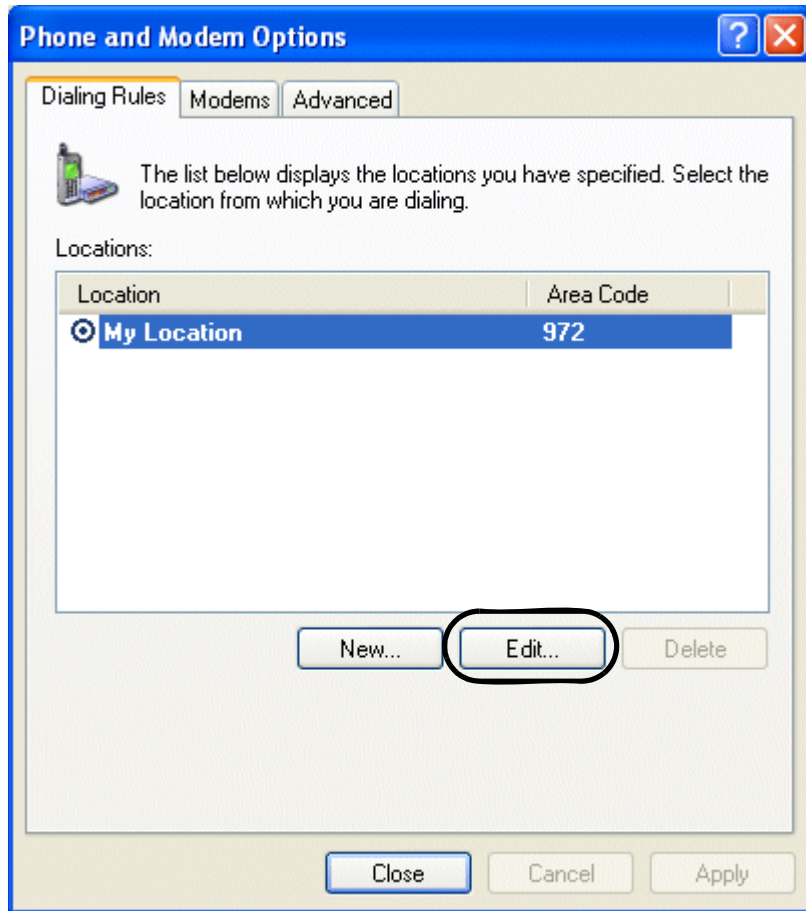 Phone and Modem Options
Dialing Rules Modems Advanced
The list below displays the locations you have specified. Select the
location from which you are dialing.
Locations:
Location Area Code
My Location 972
New... Edit... Delete
Close Cancel Apply